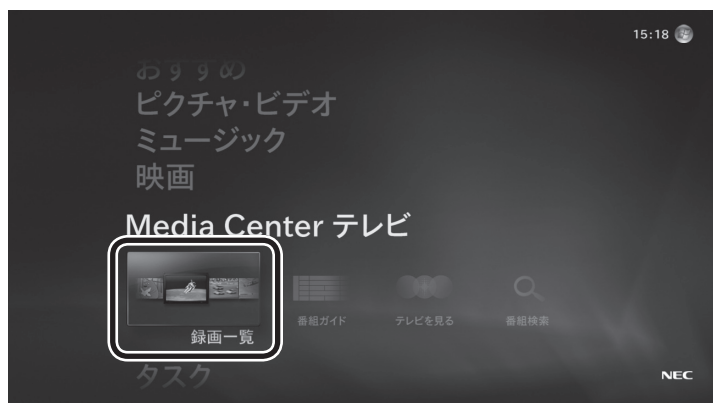 15:18
おすすめ
ピクチャ・ビデオ
ミュージック
映画
Media Center テレビ
録画一覧
番組ガイド
テレビを見る
番組検索
タスク
NEC